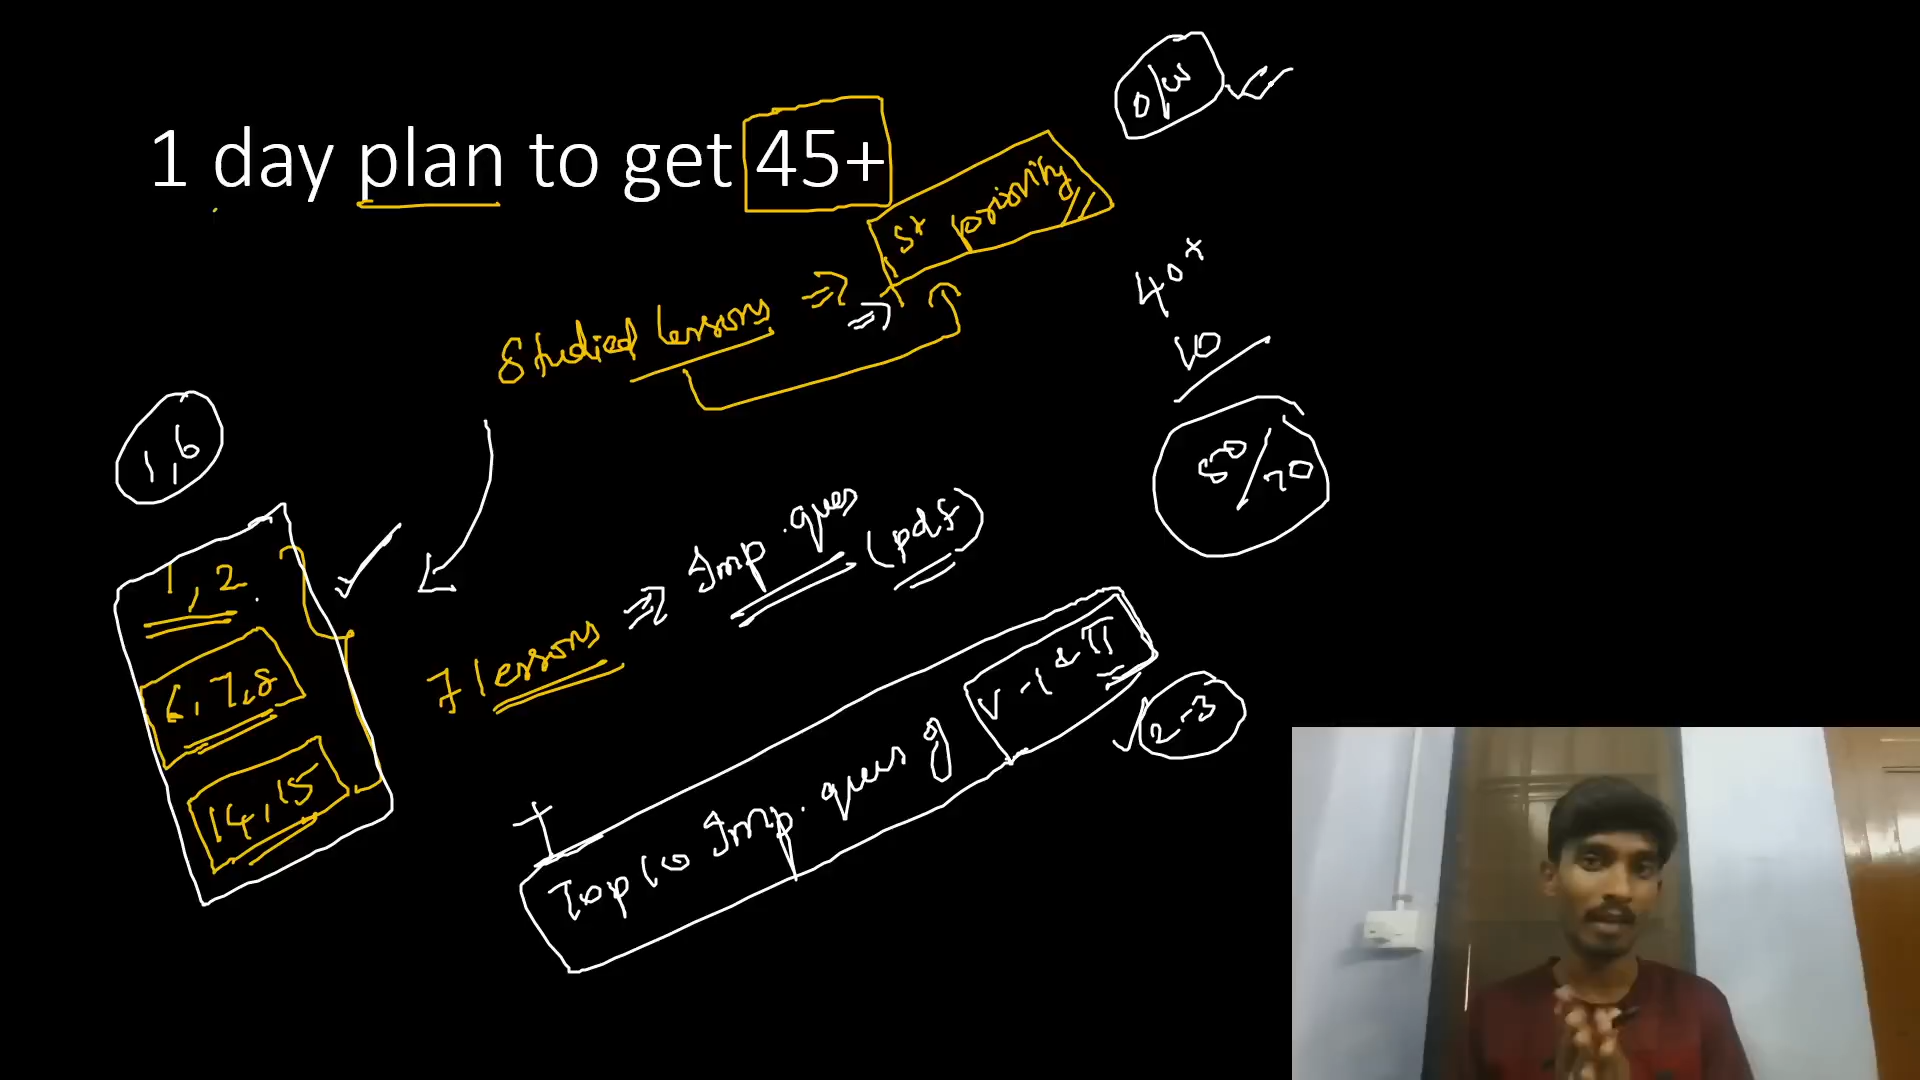 1 day plan to get 45+
O/W
1st priority
Studied lessons ⇒
⇒
40+
10
50/70
1,6
1, 2
6, 7, 8
14, 15
7 lessons ⇒ Imp. ques (pdf)
+
Top 10 Imp. ques of V-I & II
2-3